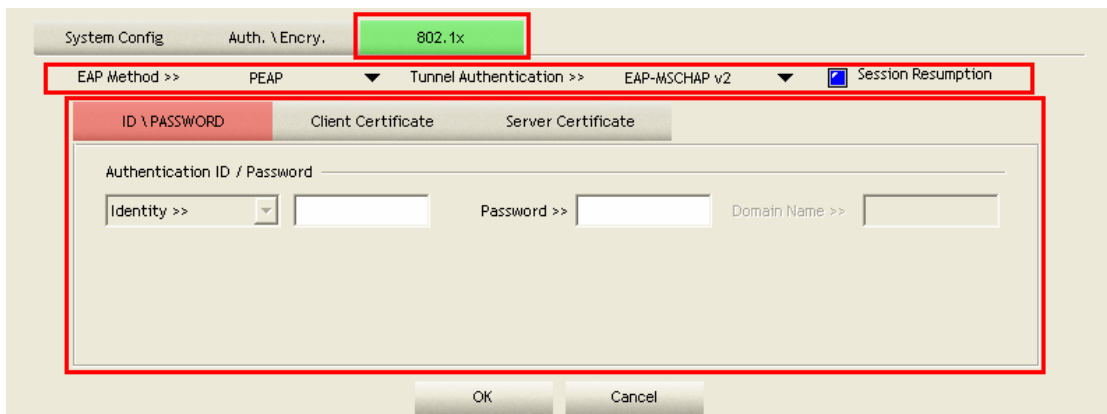 System Config Auth. \ Encry. 802.1x
EAP Method >> PEAP Tunnel Authentication >> EAP-MSCHAP v2 Session Resumption
ID \ PASSWORD Client Certificate Server Certificate
Authentication ID / Password
Identity >> Password >> Domain Name >>
OK Cancel